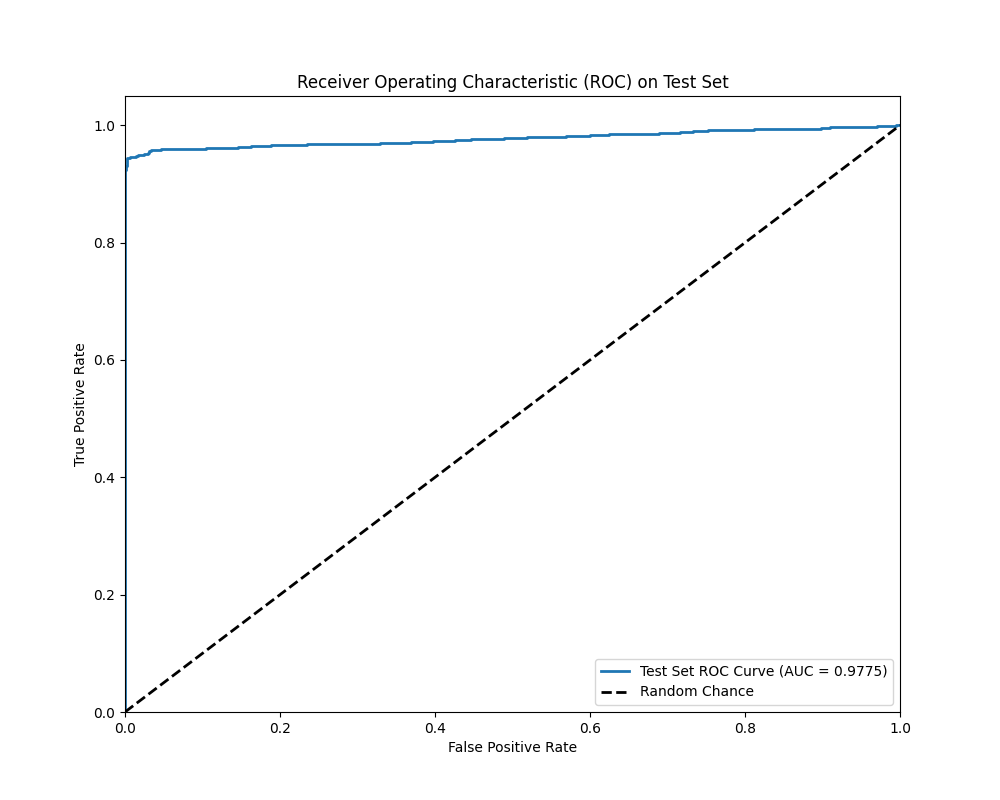 Receiver Operating Characteristic (ROC) on Test Set
1.0
0.8
0.6
0.4
0.2
0.0
True Positive Rate
0.0 0.2 0.4 0.6 0.8 1.0
False Positive Rate
Test Set ROC Curve (AUC = 0.9775)
Random Chance